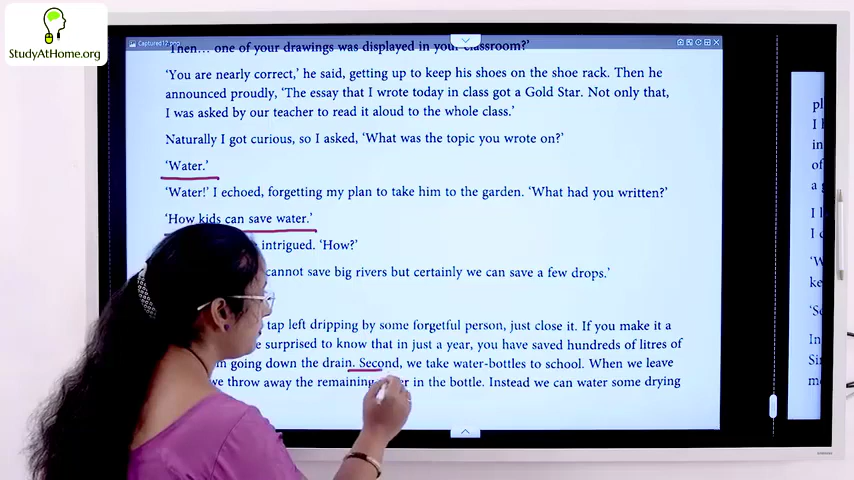 StudyAtHome.org
Captured12.png
'Then… one of your drawings was displayed in your classroom?'
'You are nearly correct,' he said, getting up to keep his shoes on the shoe rack. Then he
announced proudly, 'The essay that I wrote today in class got a Gold Star. Not only that,
I was asked by our teacher to read it aloud to the whole class.'
Naturally I got curious, so I asked, 'What was the topic you wrote on?'
'Water.'
'Water!' I echoed, forgetting my plan to take him to the garden. 'What had you written?'
'How kids can save water.'
intrigued. 'How?'
cannot save big rivers but certainly we can save a few drops.'
tap left dripping by some forgetful person, just close it. If you make it a
surprised to know that in just a year, you have saved hundreds of litres of
going down the drain. Second, we take water-bottles to school. When we leave
we throw away the remaining in the bottle. Instead we can water some drying